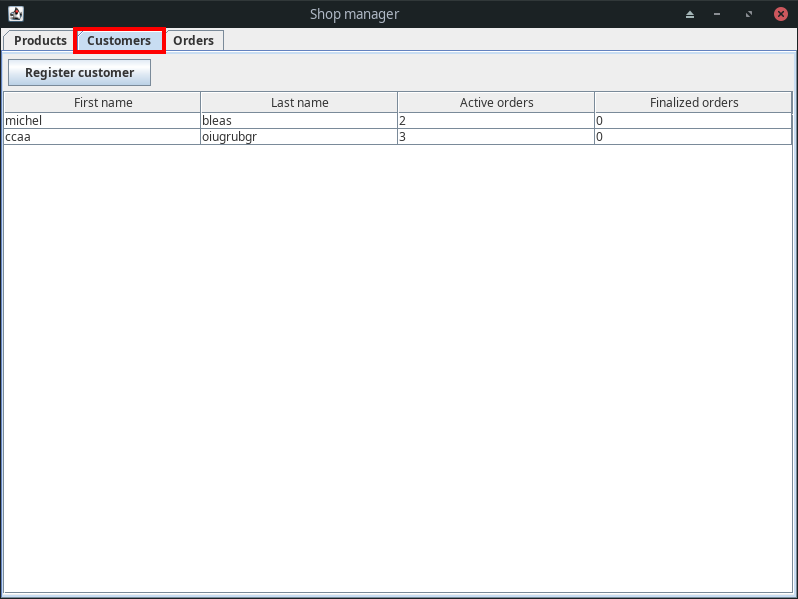 Shop manager
Products Customers Orders
Register customer
First name Last name Active orders Finalized orders
michel bleas 2 0
ccaa oiugrubgr 3 0